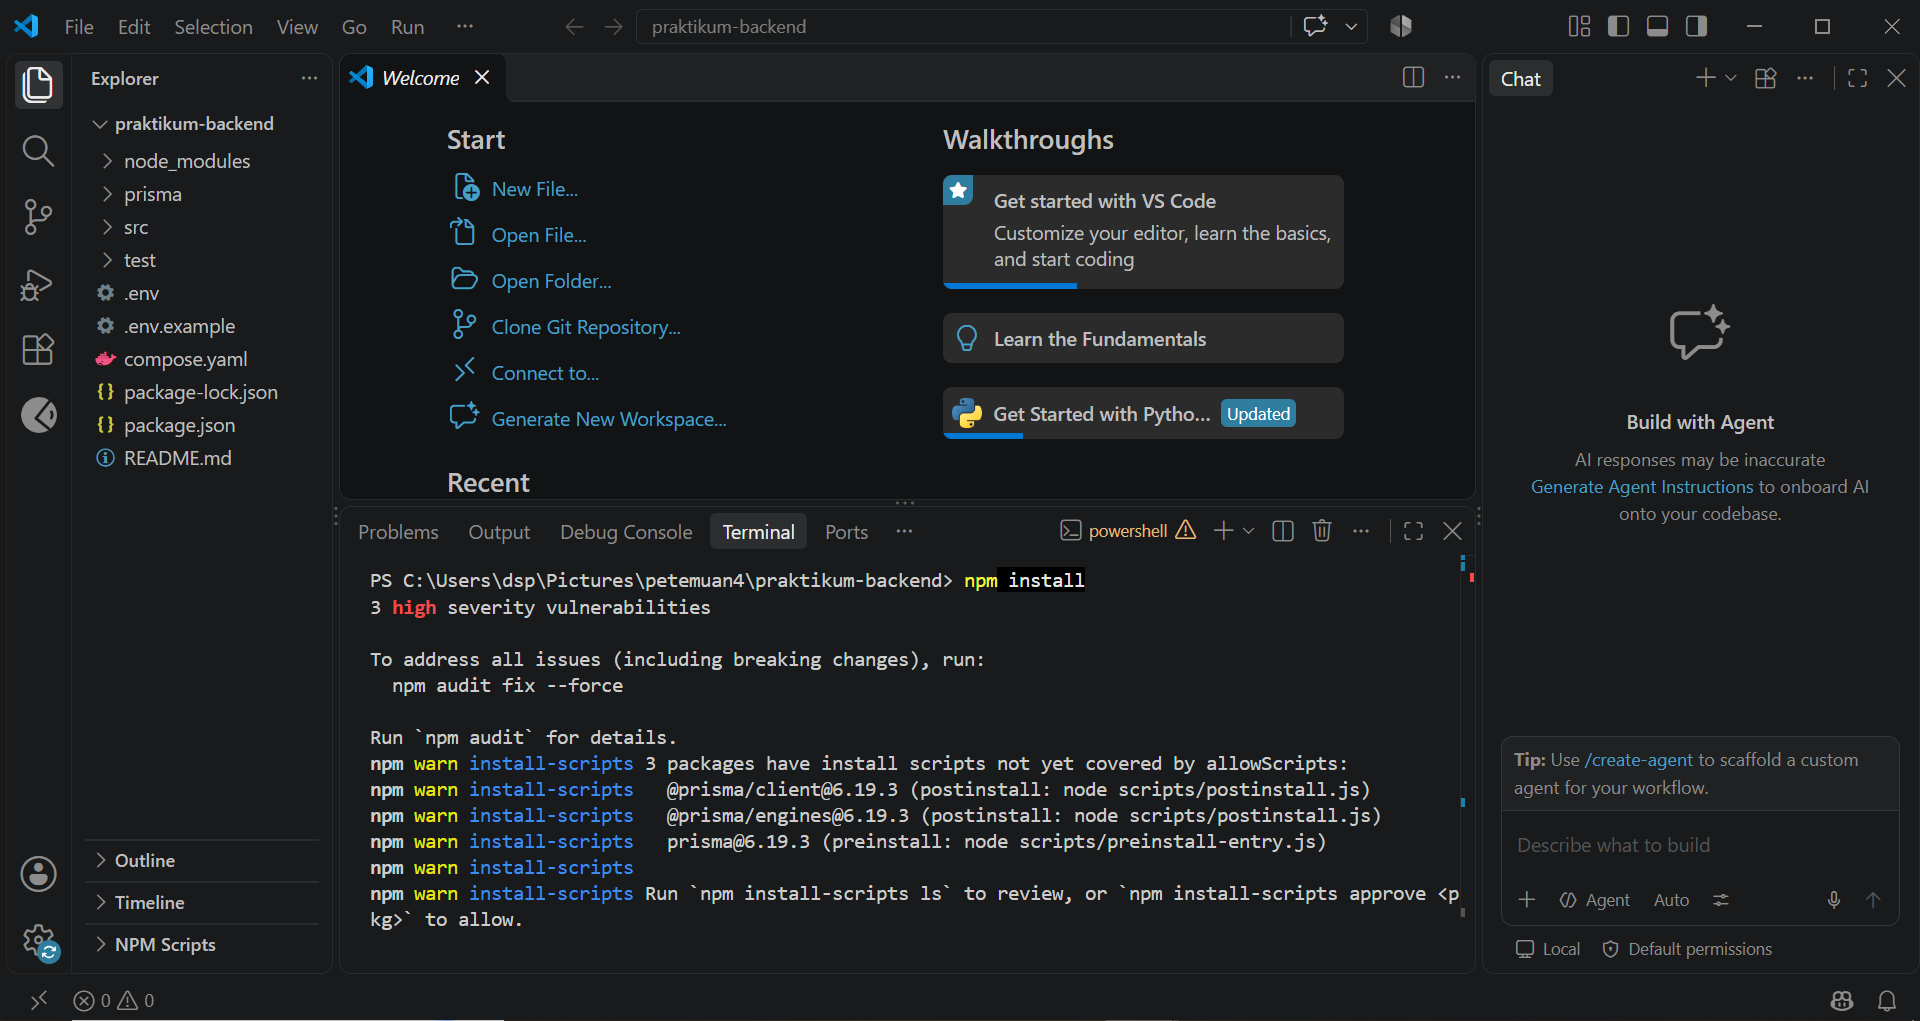 File Edit Selection View Go Run
praktikum-backend
Explorer
praktikum-backend
node_modules
prisma
src
test
.env
.env.example
compose.yaml
package-lock.json
package.json
README.md
Outline
Timeline
NPM Scripts
Welcome
Start
New File...
Open File...
Open Folder...
Clone Git Repository...
Connect to...
Generate New Workspace...
Recent
Walkthroughs
Get started with VS Code
Customize your editor, learn the basics,
and start coding
Learn the Fundamentals
Get Started with Pytho... Updated
Problems Output Debug Console Terminal Ports
powershell
PS C:\Users\dsp\Pictures\petemuan4\praktikum-backend> npm install
3 high severity vulnerabilities
To address all issues (including breaking changes), run:
npm audit fix --force
Run `npm audit` for details.
npm warn install-scripts 3 packages have install scripts not yet covered by allowScripts:
npm warn install-scripts @prisma/client@6.19.3 (postinstall: node scripts/postinstall.js)
npm warn install-scripts @prisma/engines@6.19.3 (postinstall: node scripts/postinstall.js)
npm warn install-scripts prisma@6.19.3 (preinstall: node scripts/preinstall-entry.js)
npm warn install-scripts
npm warn install-scripts Run `npm install-scripts ls` to review, or `npm install-scripts approve <p
kg>` to allow.
Chat
Build with Agent
AI responses may be inaccurate
Generate Agent Instructions to onboard AI
onto your codebase.
Tip: Use /create-agent to scaffold a custom
agent for your workflow.
Describe what to build
Agent Auto
Local Default permissions
0 0